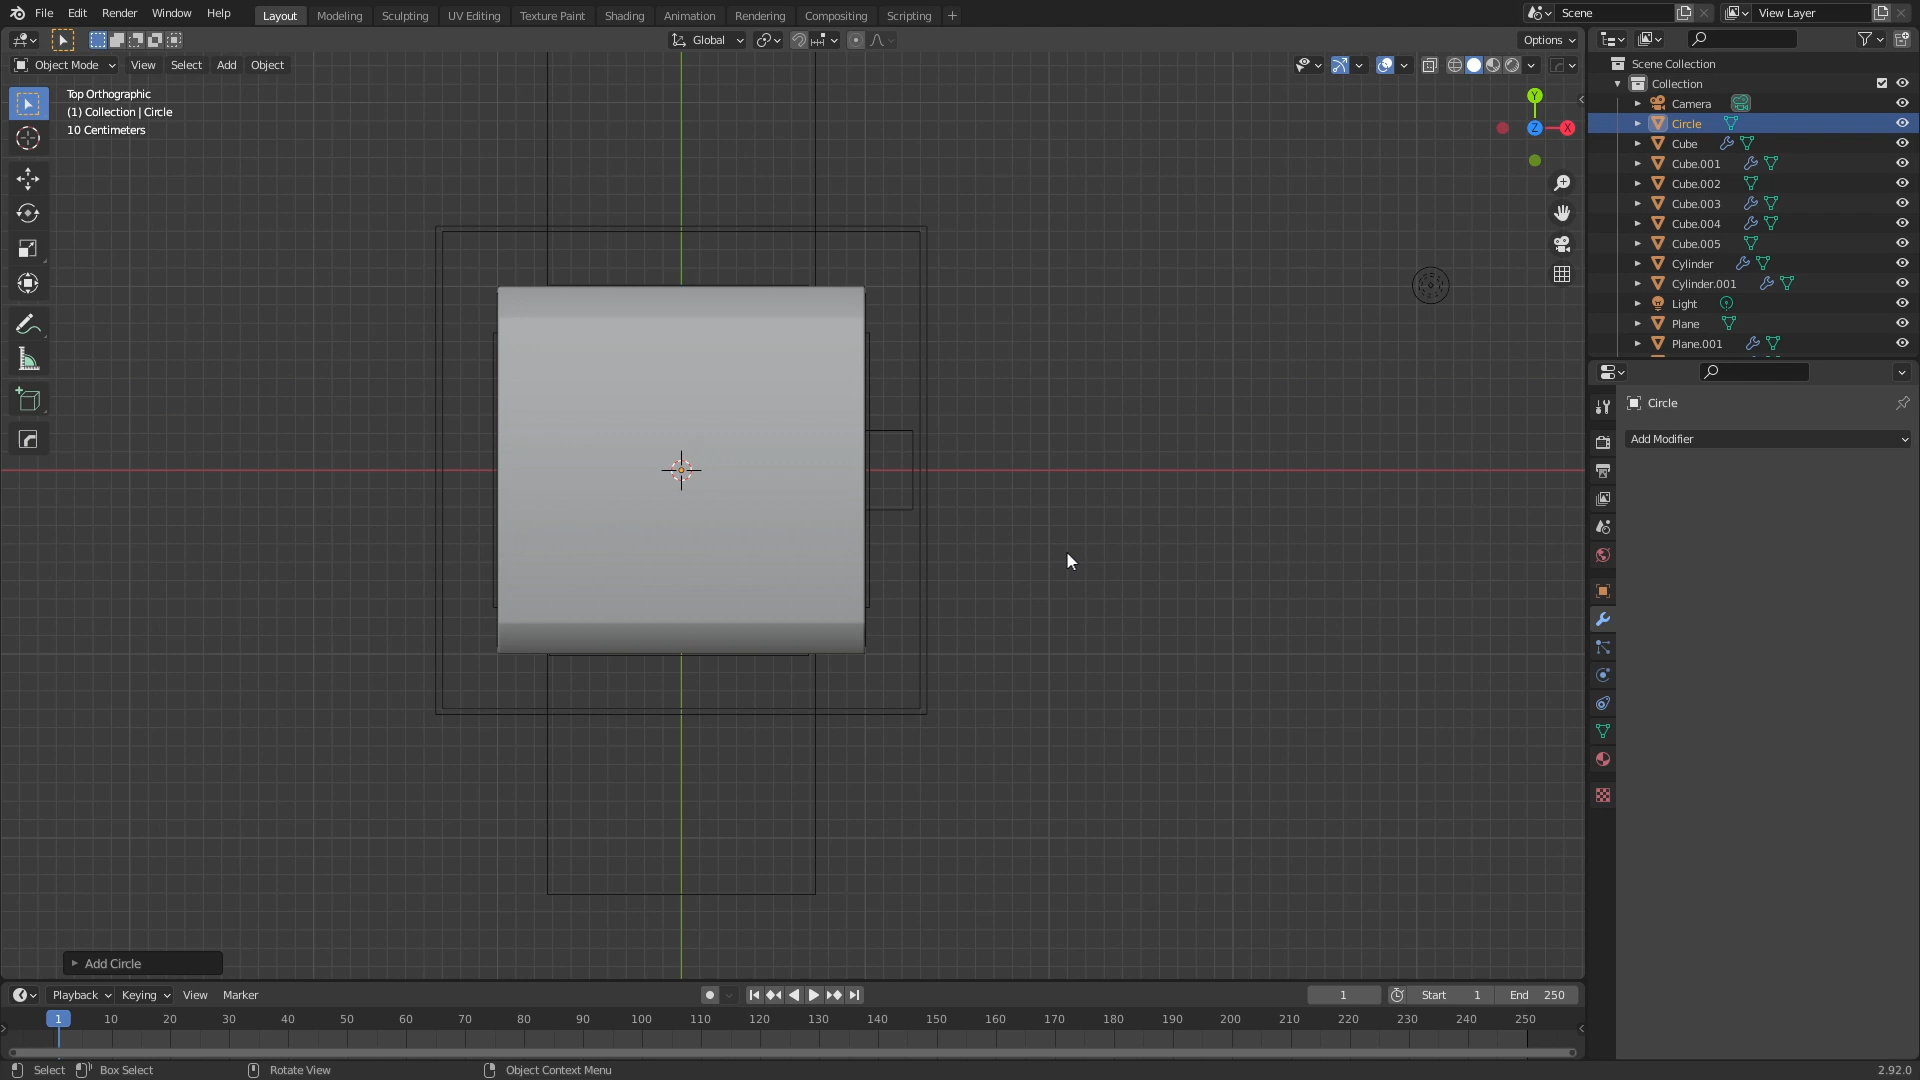 File Edit Render Window Help Layout Modeling Sculpting UV Editing Texture Paint Shading Animation Rendering Compositing Scripting + Scene View Layer
Global Options
Object Mode View Select Add Object
Top Orthographic
(1) Collection | Circle
10 Centimeters
Y
Z
X
Scene Collection
Collection
Camera
Circle
Cube
Cube.001
Cube.002
Cube.003
Cube.004
Cube.005
Cylinder
Cylinder.001
Light
Plane
Plane.001
Circle
Add Modifier
Add Circle
Playback Keying View Marker 1 Start 1 End 250
1 10 20 30 40 50 60 70 80 90 100 110 120 130 140 150 160 170 180 190 200 210 220 230 240 250
Select Box Select Rotate View Object Context Menu 2.92.0